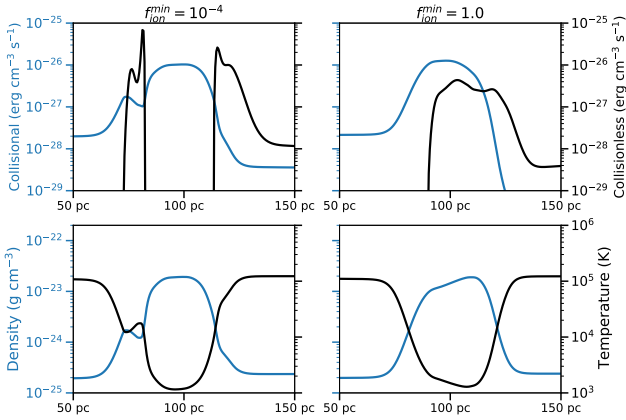 f_ion^min = 10^−4
f_ion^min = 1.0
Collisional (erg cm^−3 s^−1)
10^−25
10^−26
10^−27
10^−28
10^−29
50 pc
100 pc
150 pc
50 pc
100 pc
150 pc
10^−25
10^−26
10^−27
10^−28
10^−29
Collisionless (erg cm^−3 s^−1)
Density (g cm^−3)
10^−22
10^−23
10^−24
10^−25
50 pc
100 pc
150 pc
50 pc
100 pc
150 pc
10^6
10^5
10^4
10^3
Temperature (K)